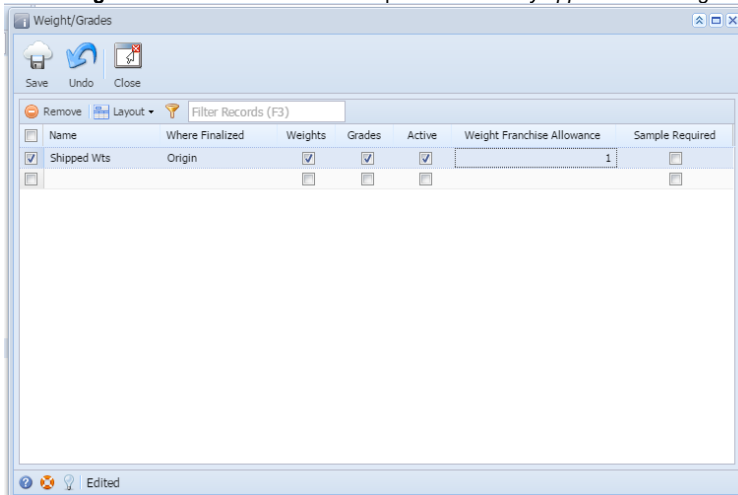 Weight/Grades
Save Undo Close
Remove Layout Filter Records (F3)
Name Where Finalized Weights Grades Active Weight Franchise Allowance Sample Required
Shipped Wts Origin 1
Edited